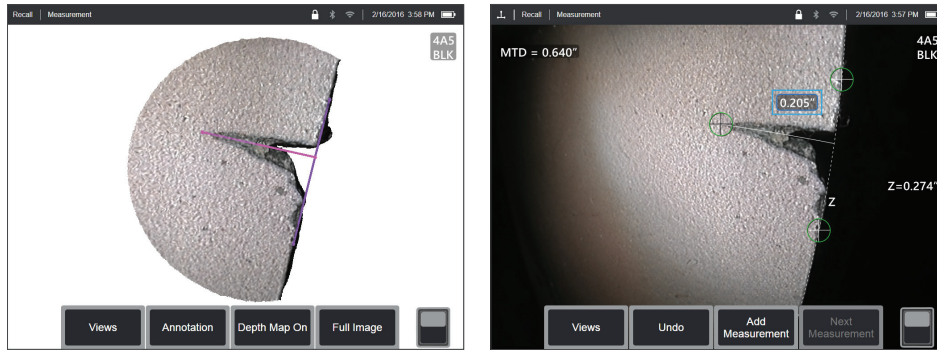 Recall | Measurement
2/16/2016 3:58 PM
4A5
BLK
Views
Annotation
Depth Map On
Full Image
Recall | Measurement
2/16/2016 3:57 PM
MTD = 0.640"
4A5
BLK
0.205"
Z=0.274"
Z
Views
Undo
Add
Measurement
Next
Measurement